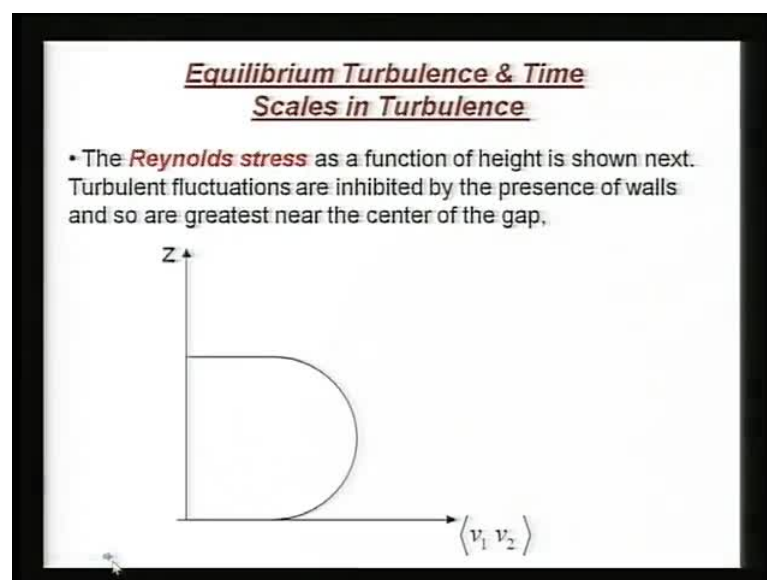 Equilibrium Turbulence & Time
Scales in Turbulence
• The Reynolds stress as a function of height is shown next.
Turbulent fluctuations are inhibited by the presence of walls
and so are greatest near the center of the gap,
Z
⟨v₁ v₂⟩